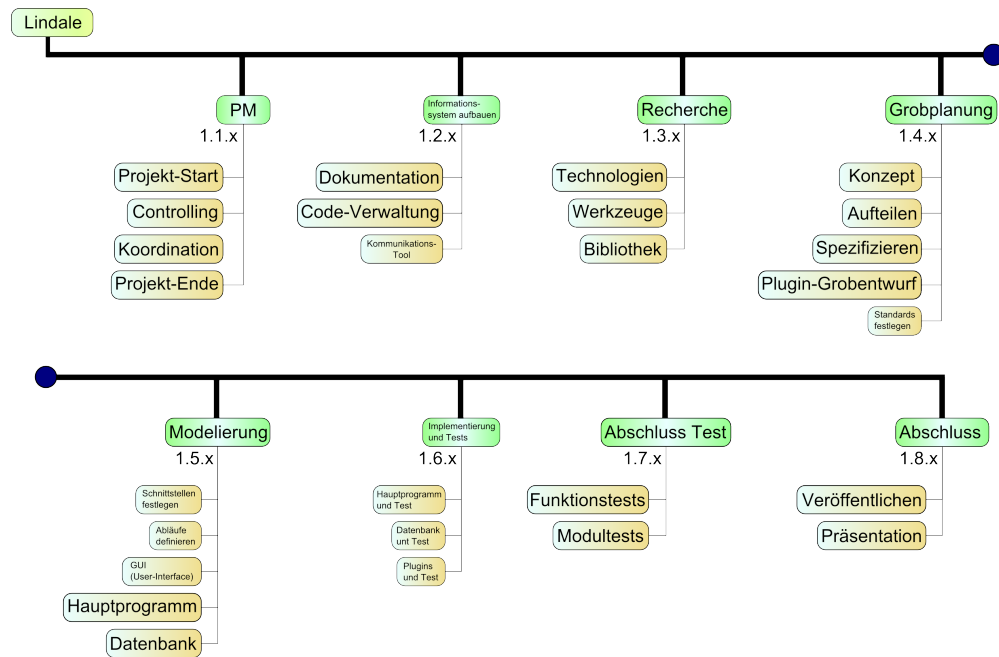 Lindale
PM
1.1.x
Projekt-Start
Controlling
Koordination
Projekt-Ende
Informations-
system aufbauen
1.2.x
Dokumentation
Code-Verwaltung
Kommunikations-
Tool
Recherche
1.3.x
Technologien
Werkzeuge
Bibliothek
Grobplanung
1.4.x
Konzept
Aufteilen
Spezifizieren
Plugin-Grobentwurf
Standards
festlegen
Modelierung
1.5.x
Schnittstellen
festlegen
Abläufe
definieren
GUI
(User-Interface)
Hauptprogramm
Datenbank
Implementierung
und Tests
1.6.x
Hauptprogramm
und Test
Datenbank
unt Test
Plugins
und Test
Abschluss Test
1.7.x
Funktionstests
Modultests
Abschluss
1.8.x
Veröffentlichen
Präsentation